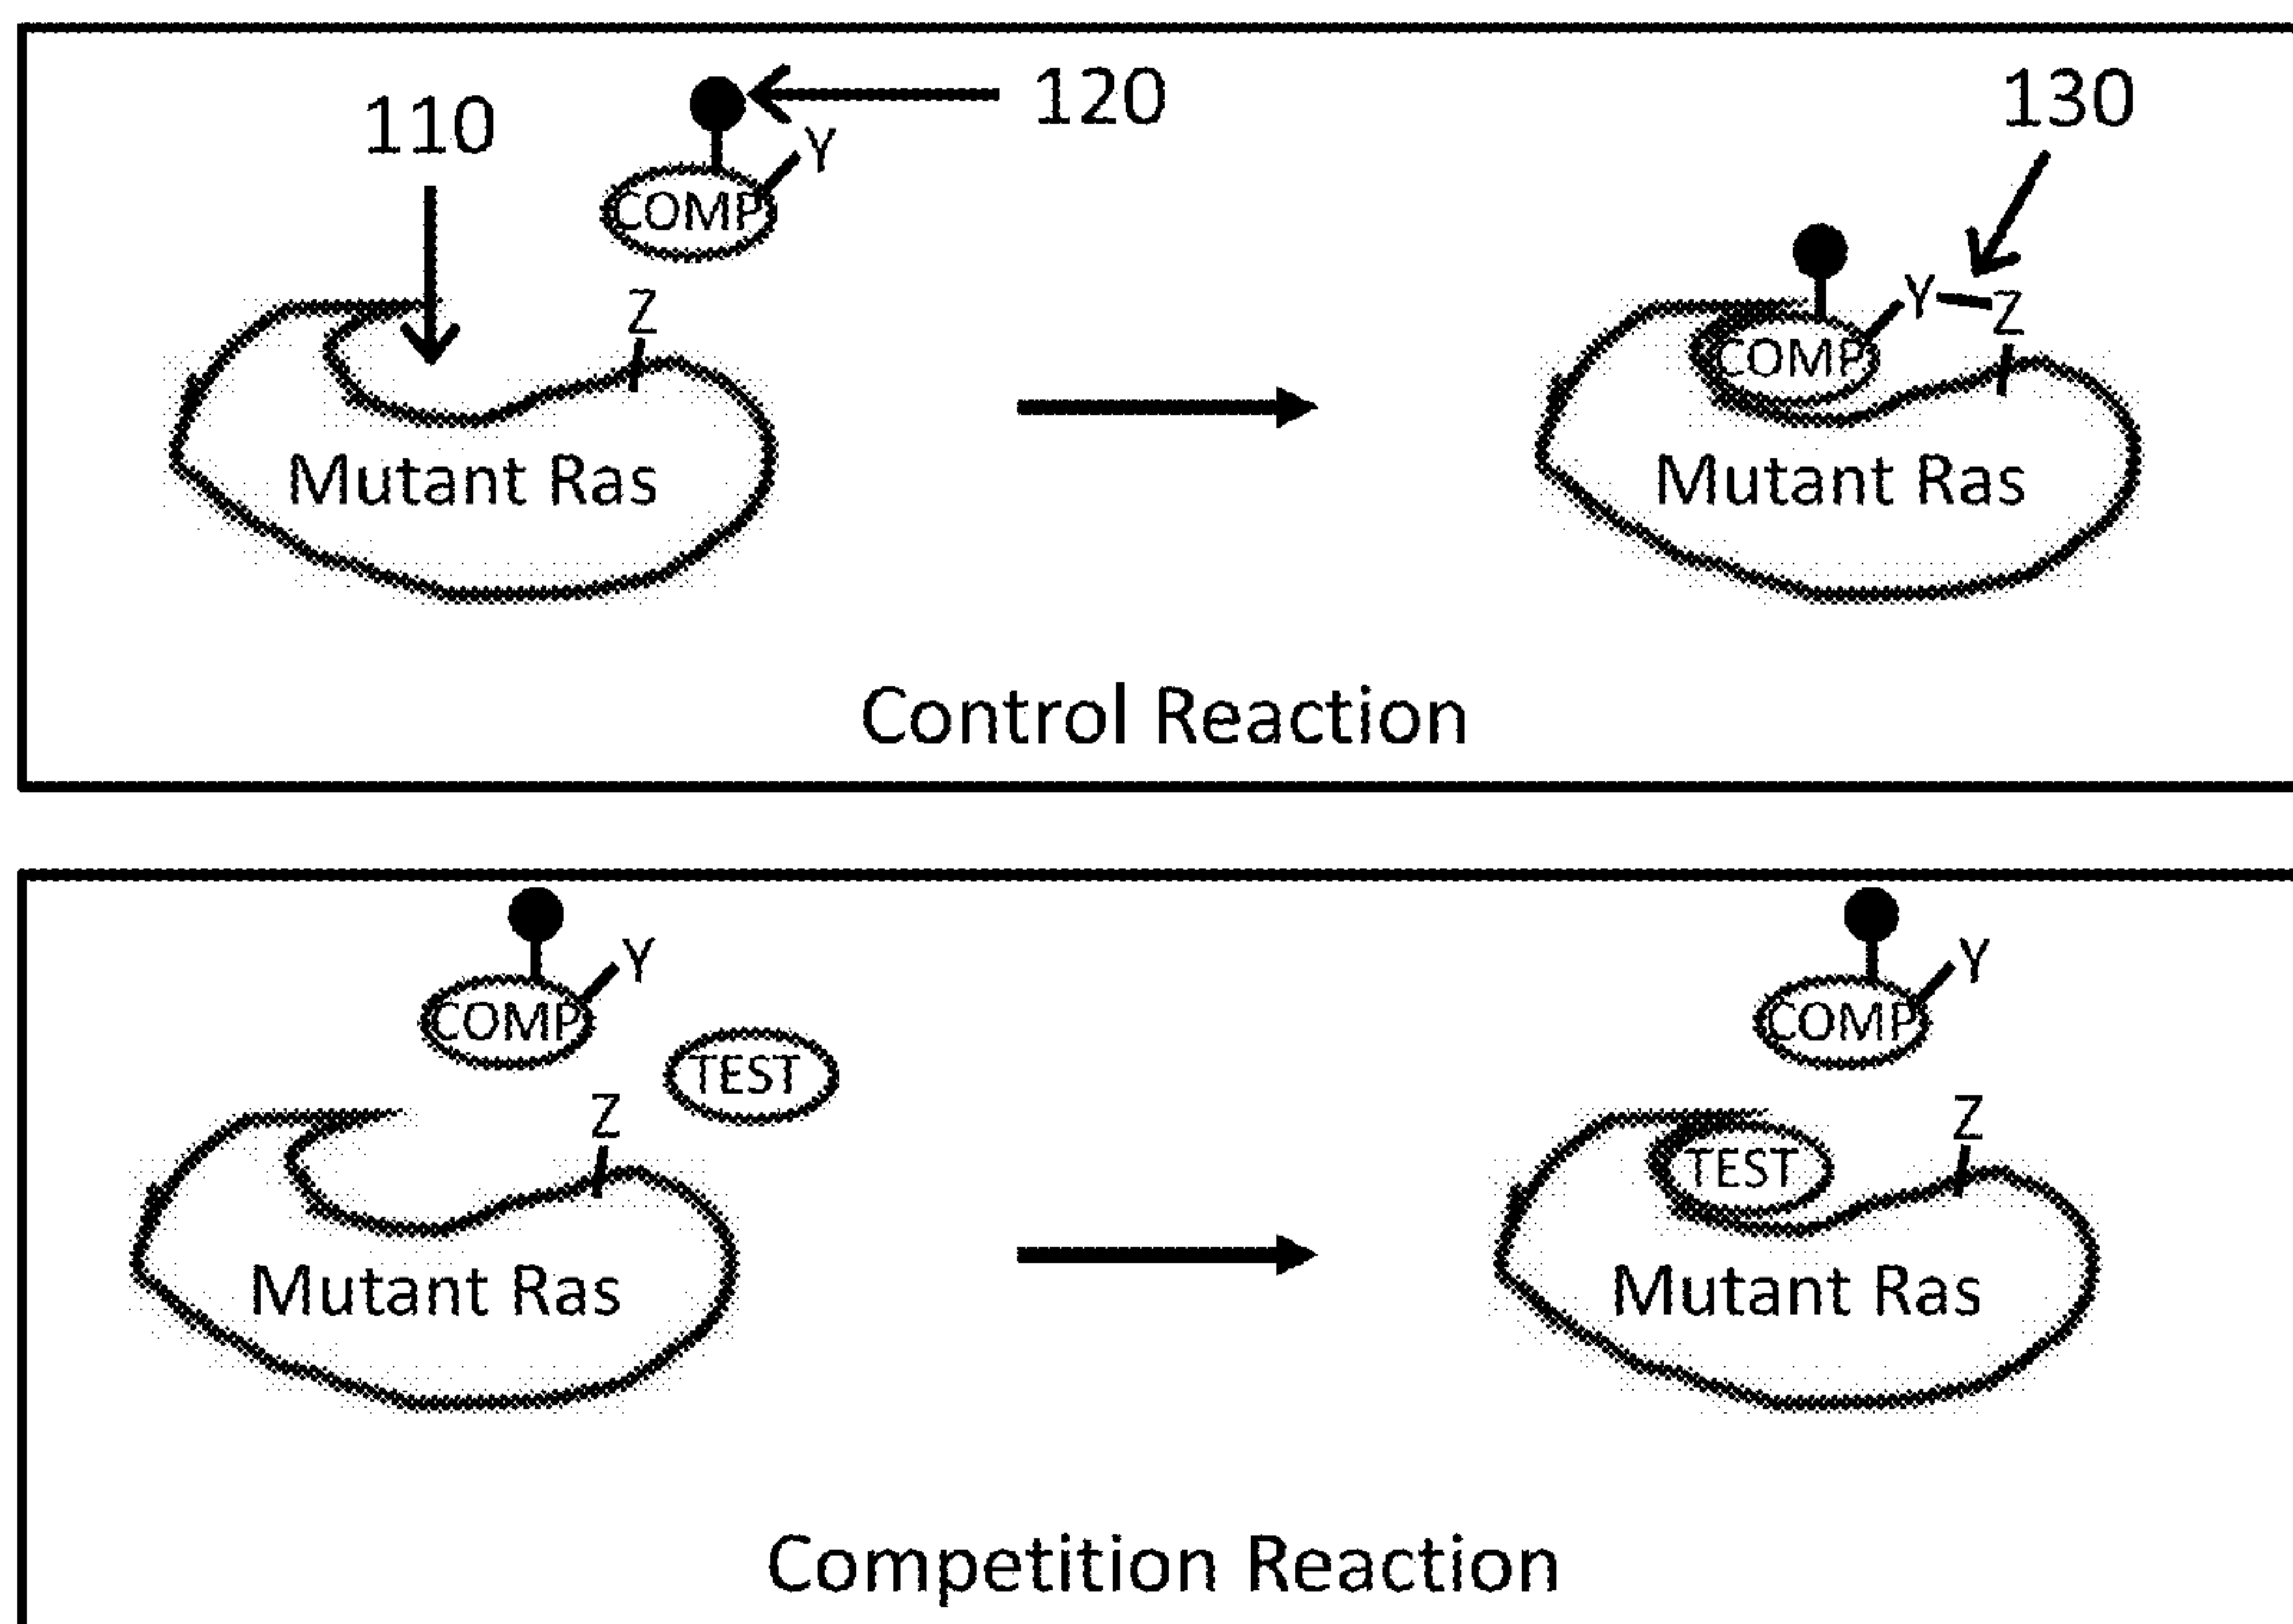 110
120
130
Y
COMP
Z
Mutant Ras
Y
Z
COMP
Mutant Ras
Control Reaction
Y
COMP
TEST
Z
Mutant Ras
Y
COMP
Z
TEST
Mutant Ras
Competition Reaction